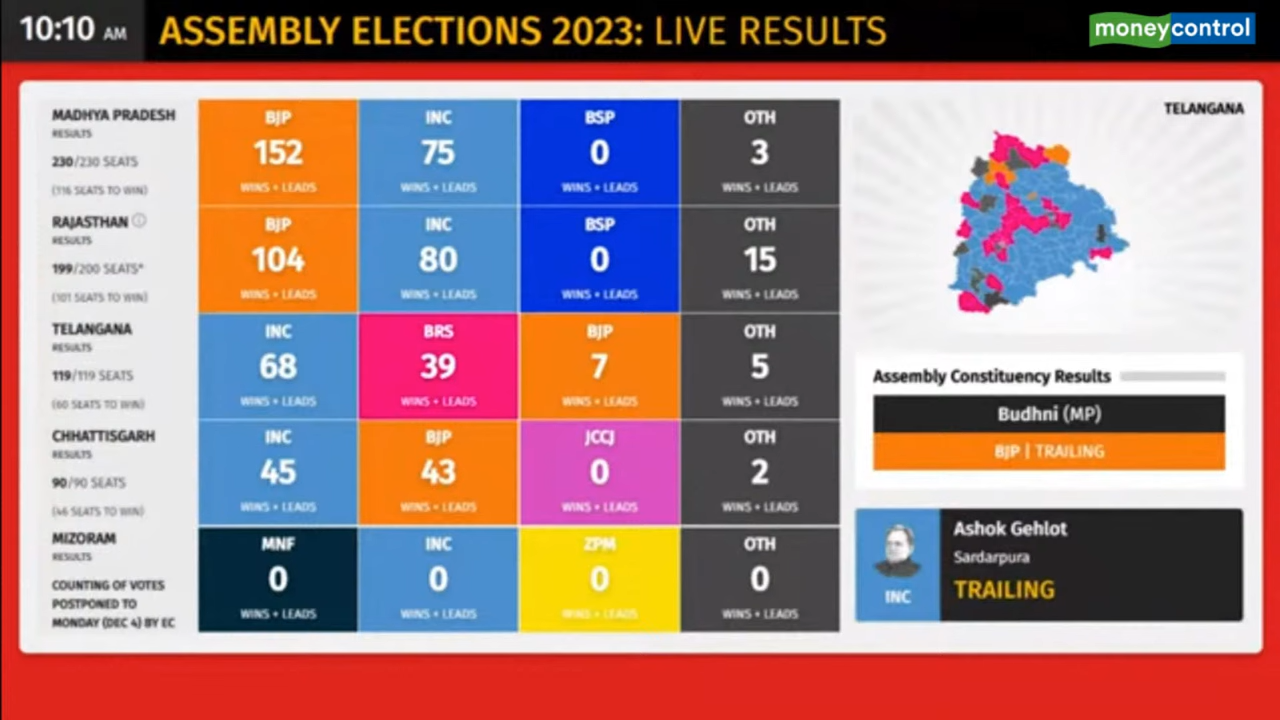 10:10 AM
ASSEMBLY ELECTIONS 2023: LIVE RESULTS
moneycontrol
MADHYA PRADESH
RESULTS
230/230 SEATS
(116 SEATS TO WIN)
BJP
152
WINS + LEADS
INC
75
WINS + LEADS
BSP
0
WINS + LEADS
OTH
3
WINS + LEADS
RAJASTHAN
RESULTS
199/200 SEATS*
(101 SEATS TO WIN)
BJP
104
WINS + LEADS
INC
80
WINS + LEADS
BSP
0
WINS + LEADS
OTH
15
WINS + LEADS
TELANGANA
RESULTS
119/119 SEATS
(60 SEATS TO WIN)
INC
68
WINS + LEADS
BRS
39
WINS + LEADS
BJP
7
WINS + LEADS
OTH
5
WINS + LEADS
CHHATTISGARH
RESULTS
90/90 SEATS
(46 SEATS TO WIN)
INC
45
WINS + LEADS
BJP
43
WINS + LEADS
JCCJ
0
WINS + LEADS
OTH
2
WINS + LEADS
MIZORAM
RESULTS
COUNTING OF VOTES
POSTPONED TO
MONDAY (DEC 4) BY EC
MNF
0
WINS + LEADS
INC
0
WINS + LEADS
ZPM
0
WINS + LEADS
OTH
0
WINS + LEADS
TELANGANA
Assembly Constituency Results
Budhni (MP)
BJP | TRAILING
INC
Ashok Gehlot
Sardarpura
TRAILING